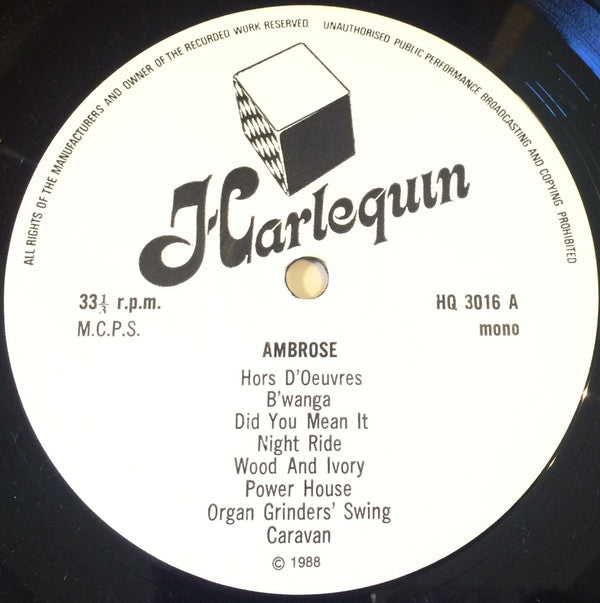 ALL RIGHTS OF THE MANUFACTURERS AND OWNER OF THE RECORDED WORK RESERVED UNAUTHORISED PUBLIC PERFORMANCE BROADCASTING AND COPYING PROHIBITED
Harlequin
33⅓ r.p.m.
HQ 3016 A
M.C.P.S.
mono
AMBROSE
Hors D'Oeuvres
B'wanga
Did You Mean It
Night Ride
Wood And Ivory
Power House
Organ Grinders' Swing
Caravan
© 1988